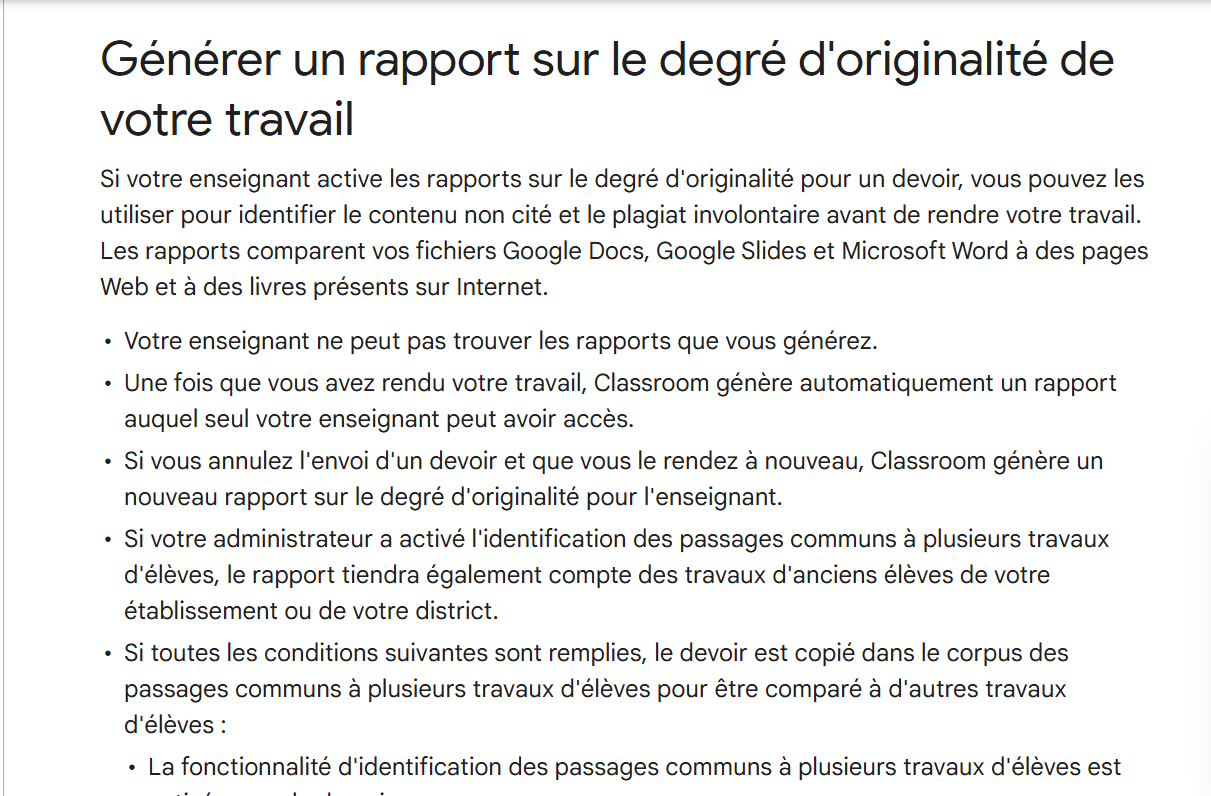 Générer un rapport sur le degré d'originalité de
votre travail
Si votre enseignant active les rapports sur le degré d'originalité pour un devoir, vous pouvez les
utiliser pour identifier le contenu non cité et le plagiat involontaire avant de rendre votre travail.
Les rapports comparent vos fichiers Google Docs, Google Slides et Microsoft Word à des pages
Web et à des livres présents sur Internet.
• Votre enseignant ne peut pas trouver les rapports que vous générez.
• Une fois que vous avez rendu votre travail, Classroom génère automatiquement un rapport
auquel seul votre enseignant peut avoir accès.
• Si vous annulez l'envoi d'un devoir et que vous le rendez à nouveau, Classroom génère un
nouveau rapport sur le degré d'originalité pour l'enseignant.
• Si votre administrateur a activé l'identification des passages communs à plusieurs travaux
d'élèves, le rapport tiendra également compte des travaux d'anciens élèves de votre
établissement ou de votre district.
• Si toutes les conditions suivantes sont remplies, le devoir est copié dans le corpus des
passages communs à plusieurs travaux d'élèves pour être comparé à d'autres travaux
d'élèves :
• La fonctionnalité d'identification des passages communs à plusieurs travaux d'élèves est